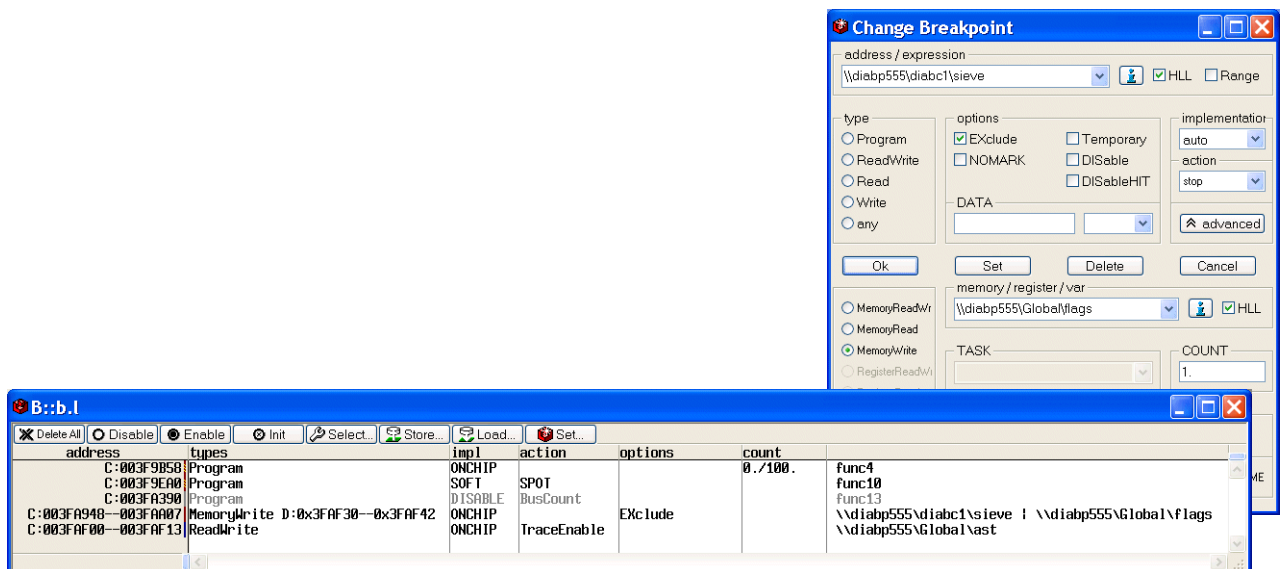 Change Breakpoint
address / expression
\\diabp555\diabc1\sieve
i
HLL
Range
type
options
implementation
Program
EXclude
Temporary
auto
ReadWrite
NOMARK
DISable
action
Read
DISableHIT
stop
Write
DATA
any
advanced
Ok
Set
Delete
Cancel
memory / register / var
MemoryReadWr
\\diabp555\Global\flags
i
HLL
MemoryRead
MemoryWrite
TASK
COUNT
RegisterReadWr
1.
ME
B::b.l
Delete All
Disable
Enable
Init
Select...
Store...
Load...
Set...
address types impl action options count
C:003F9B58 Program ONCHIP 0./100. func4
C:003F9EA0 Program SOFT SPOT func10
C:003FA390 Program DISABLE BusCount func13
C:003FA948--003FAA07 MemoryWrite D:0x3FAF30--0x3FAF42 ONCHIP EXclude \\diabp555\diabc1\sieve | \\diabp555\Global\flags
C:003FAF00--003FAF13 ReadWrite ONCHIP TraceEnable \\diabp555\Global\ast